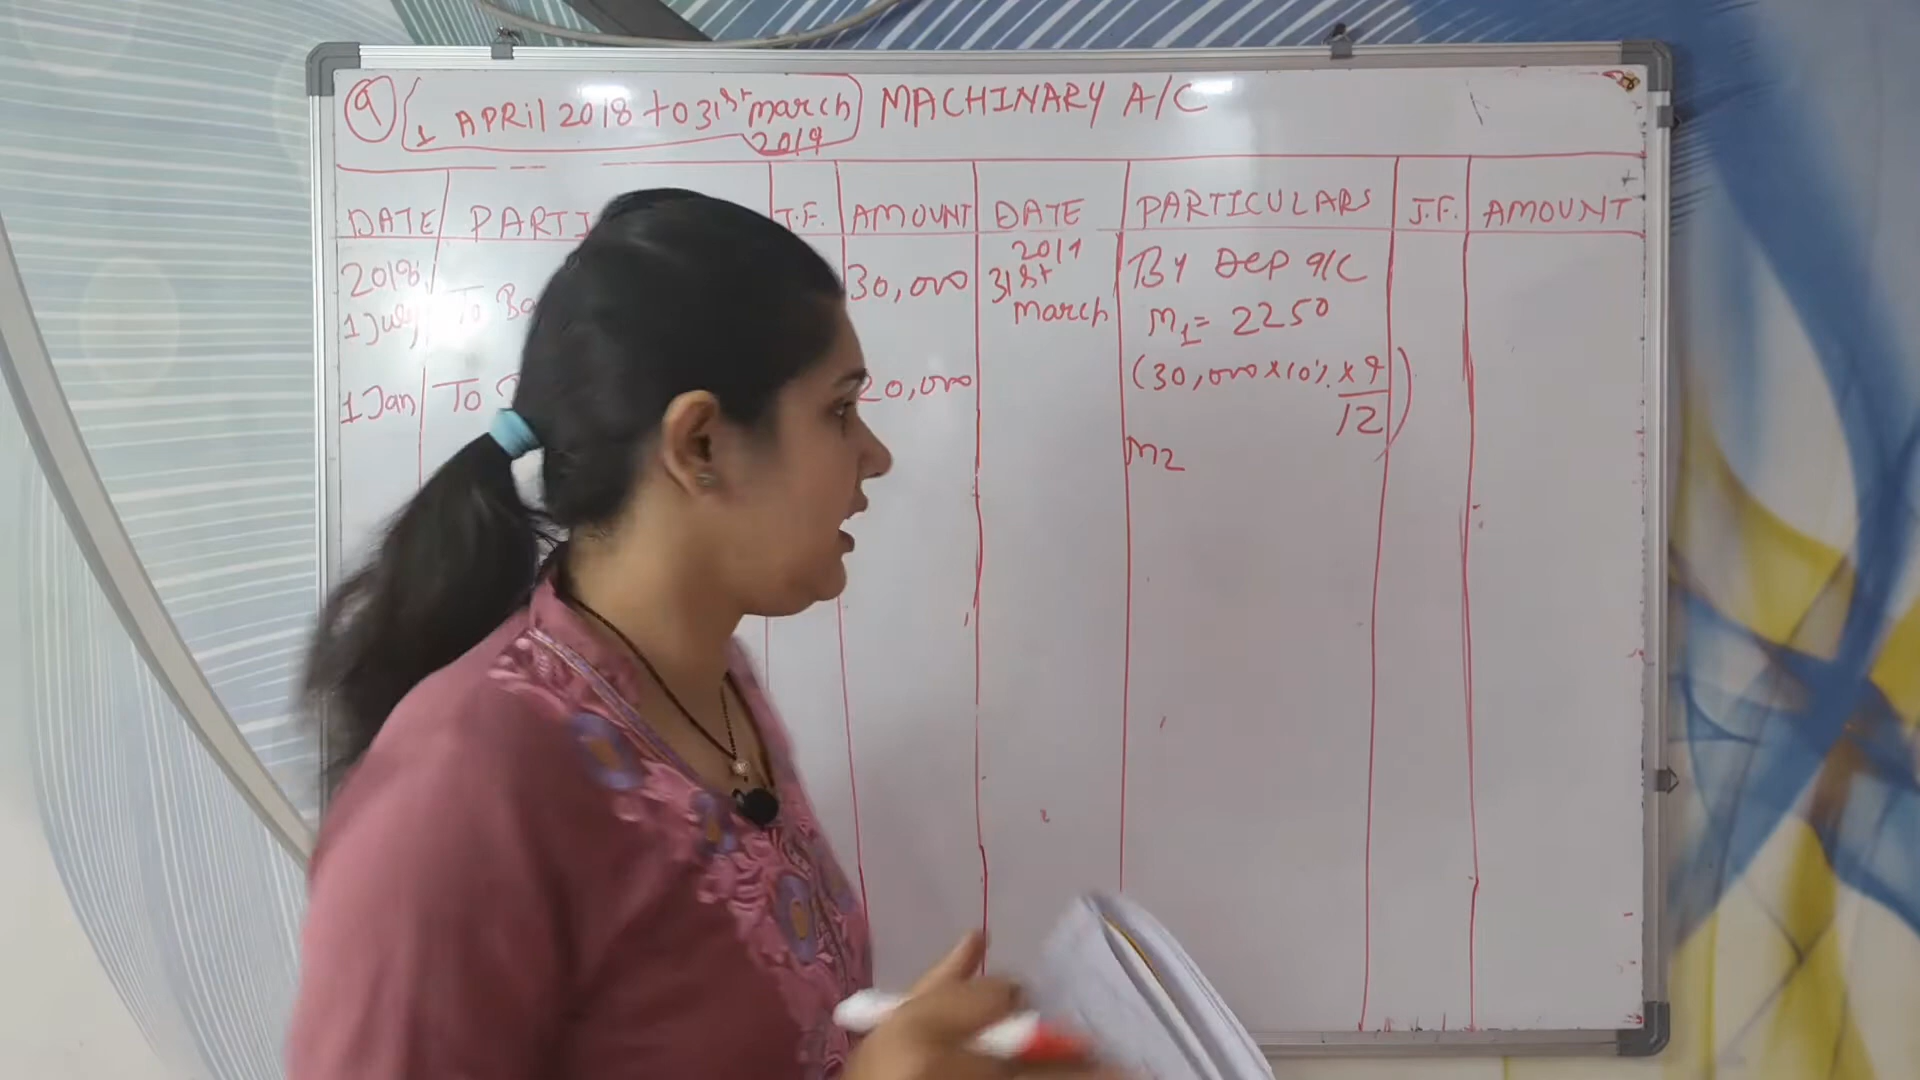 9 1 APRil 2018 to 31st march 2019 MACHINARY A/C
DATE PARTI J.F. AMOUNT DATE PARTICULARS J.F. AMOUNT
2018 1 July To Ba 30,000
1 Jan To 20,000
2019 31st march
By Dep a/c
M1= 2250
(30,000×10%×9/12)
M2